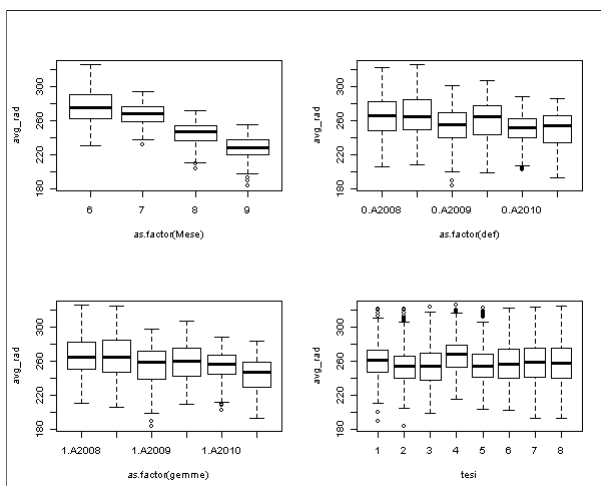 avg_rad
180 220 260 300
6 7 8 9
as.factor(Mese)
avg_rad
180 220 260 300
0.A2008 0.A2009 0.A2010
as.factor(def)
avg_rad
180 220 260 300
1.A2008 1.A2009 1.A2010
as.factor(gemme)
avg_rad
180 220 260 300
1 2 3 4 5 6 7 8
tesi